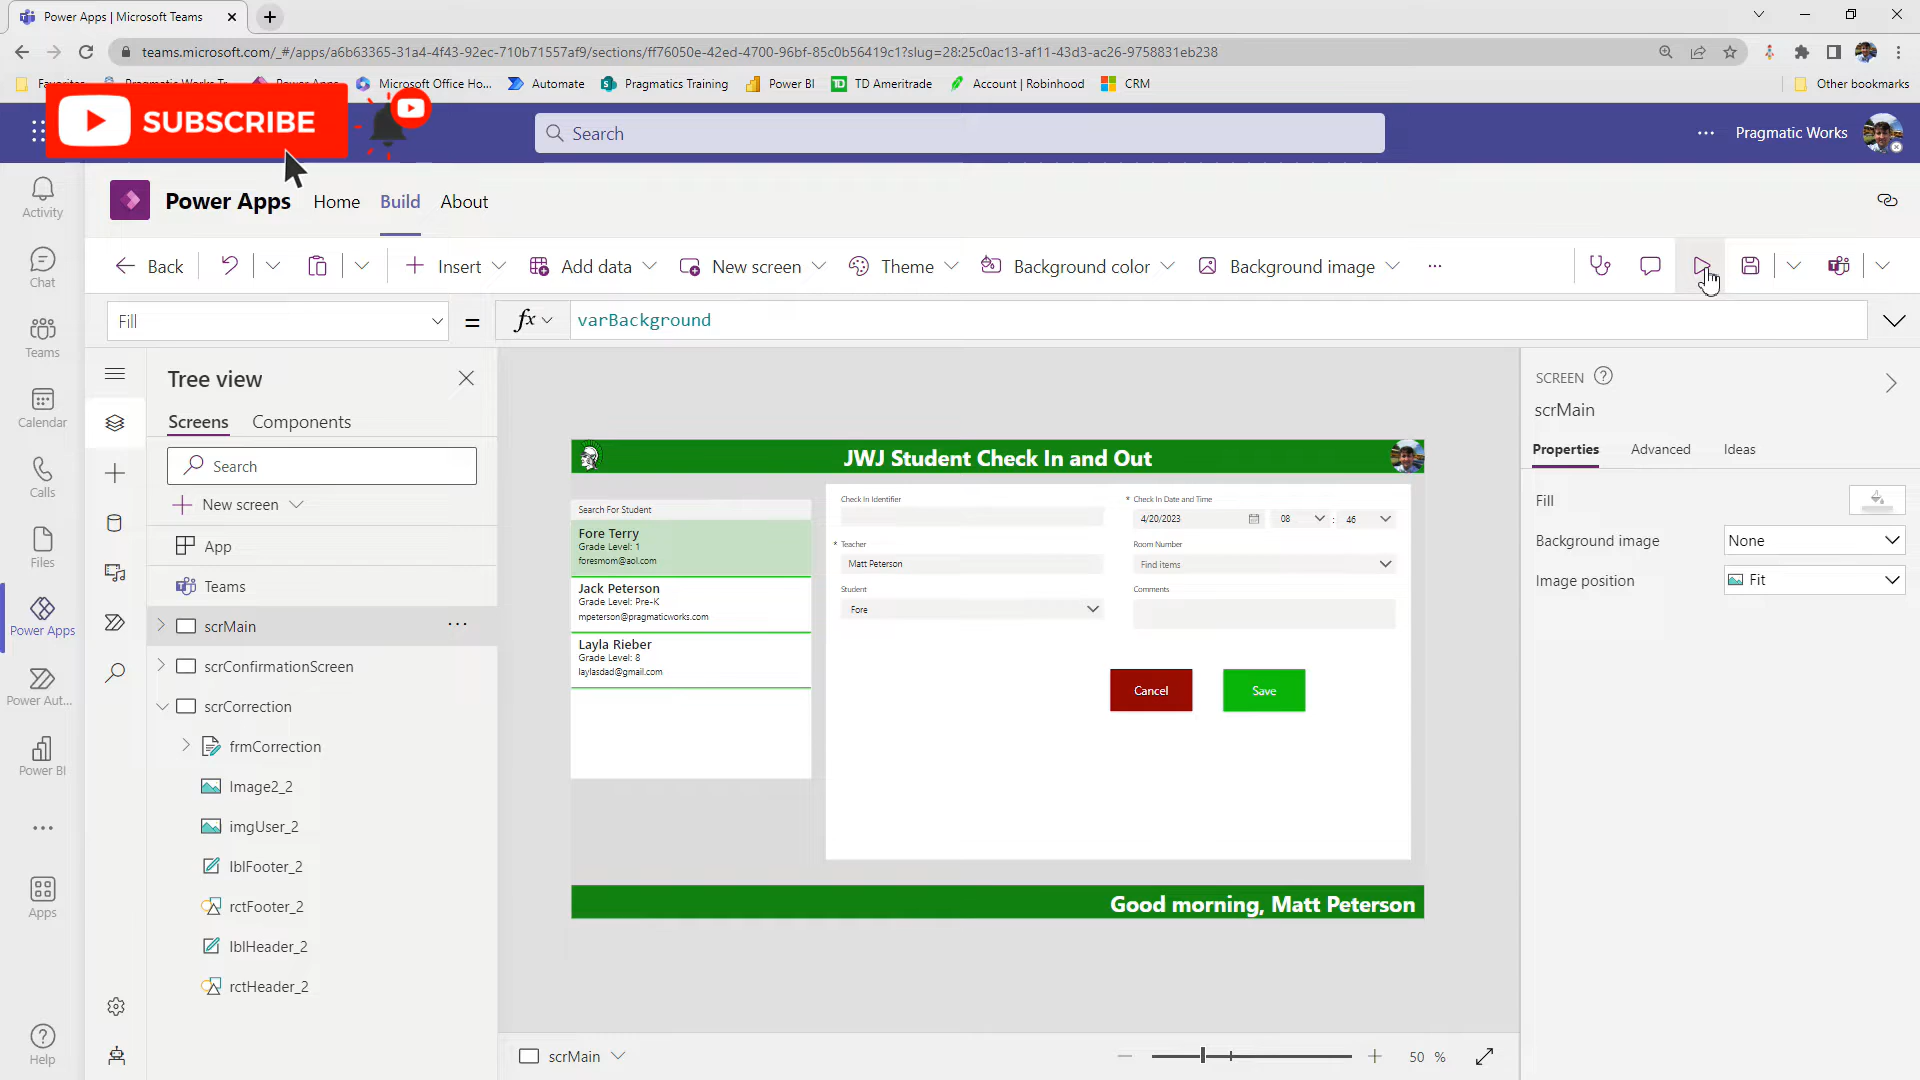 Power Apps | Microsoft Teams
teams.microsoft.com/_#/apps/a6b63365-31a4-4f43-92ec-710b71557af9/sections/ff76050e-42ed-4700-96bf-85c0b56419c1?slug=28:25c0ac13-af11-43d3-ac26-9758831eb238
Microsoft Office Ho...
Automate
Pragmatics Training
Power BI
TD Ameritrade
Account | Robinhood
CRM
Other bookmarks
SUBSCRIBE
Search
Pragmatic Works
Power Apps
Home
Build
About
Back
Insert
Add data
New screen
Theme
Background color
Background image
Fill
=
fx
varBackground
Activity
Chat
Teams
Calendar
Calls
Files
Power Apps
Power Aut...
Power BI
Apps
Help
Tree view
Screens
Components
Search
New screen
App
Teams
scrMain
scrConfirmationScreen
scrCorrection
frmCorrection
Image2_2
imgUser_2
lblFooter_2
rctFooter_2
lblHeader_2
rctHeader_2
JWJ Student Check In and Out
Search For Student
Fore Terry
Grade Level: 1
foresmom@aol.com
Jack Peterson
Grade Level: Pre-K
mpeterson@pragmaticworks.com
Layla Rieber
Grade Level: 8
laylasdad@gmail.com
Check In Identifier
* Check In Date and Time
4/20/2023
08
:
46
* Teacher
Matt Peterson
Room Number
Find items
Student
Fore
Comments
Cancel
Save
Good morning, Matt Peterson
scrMain
50 %
SCREEN
scrMain
Properties
Advanced
Ideas
Fill
Background image
None
Image position
Fit